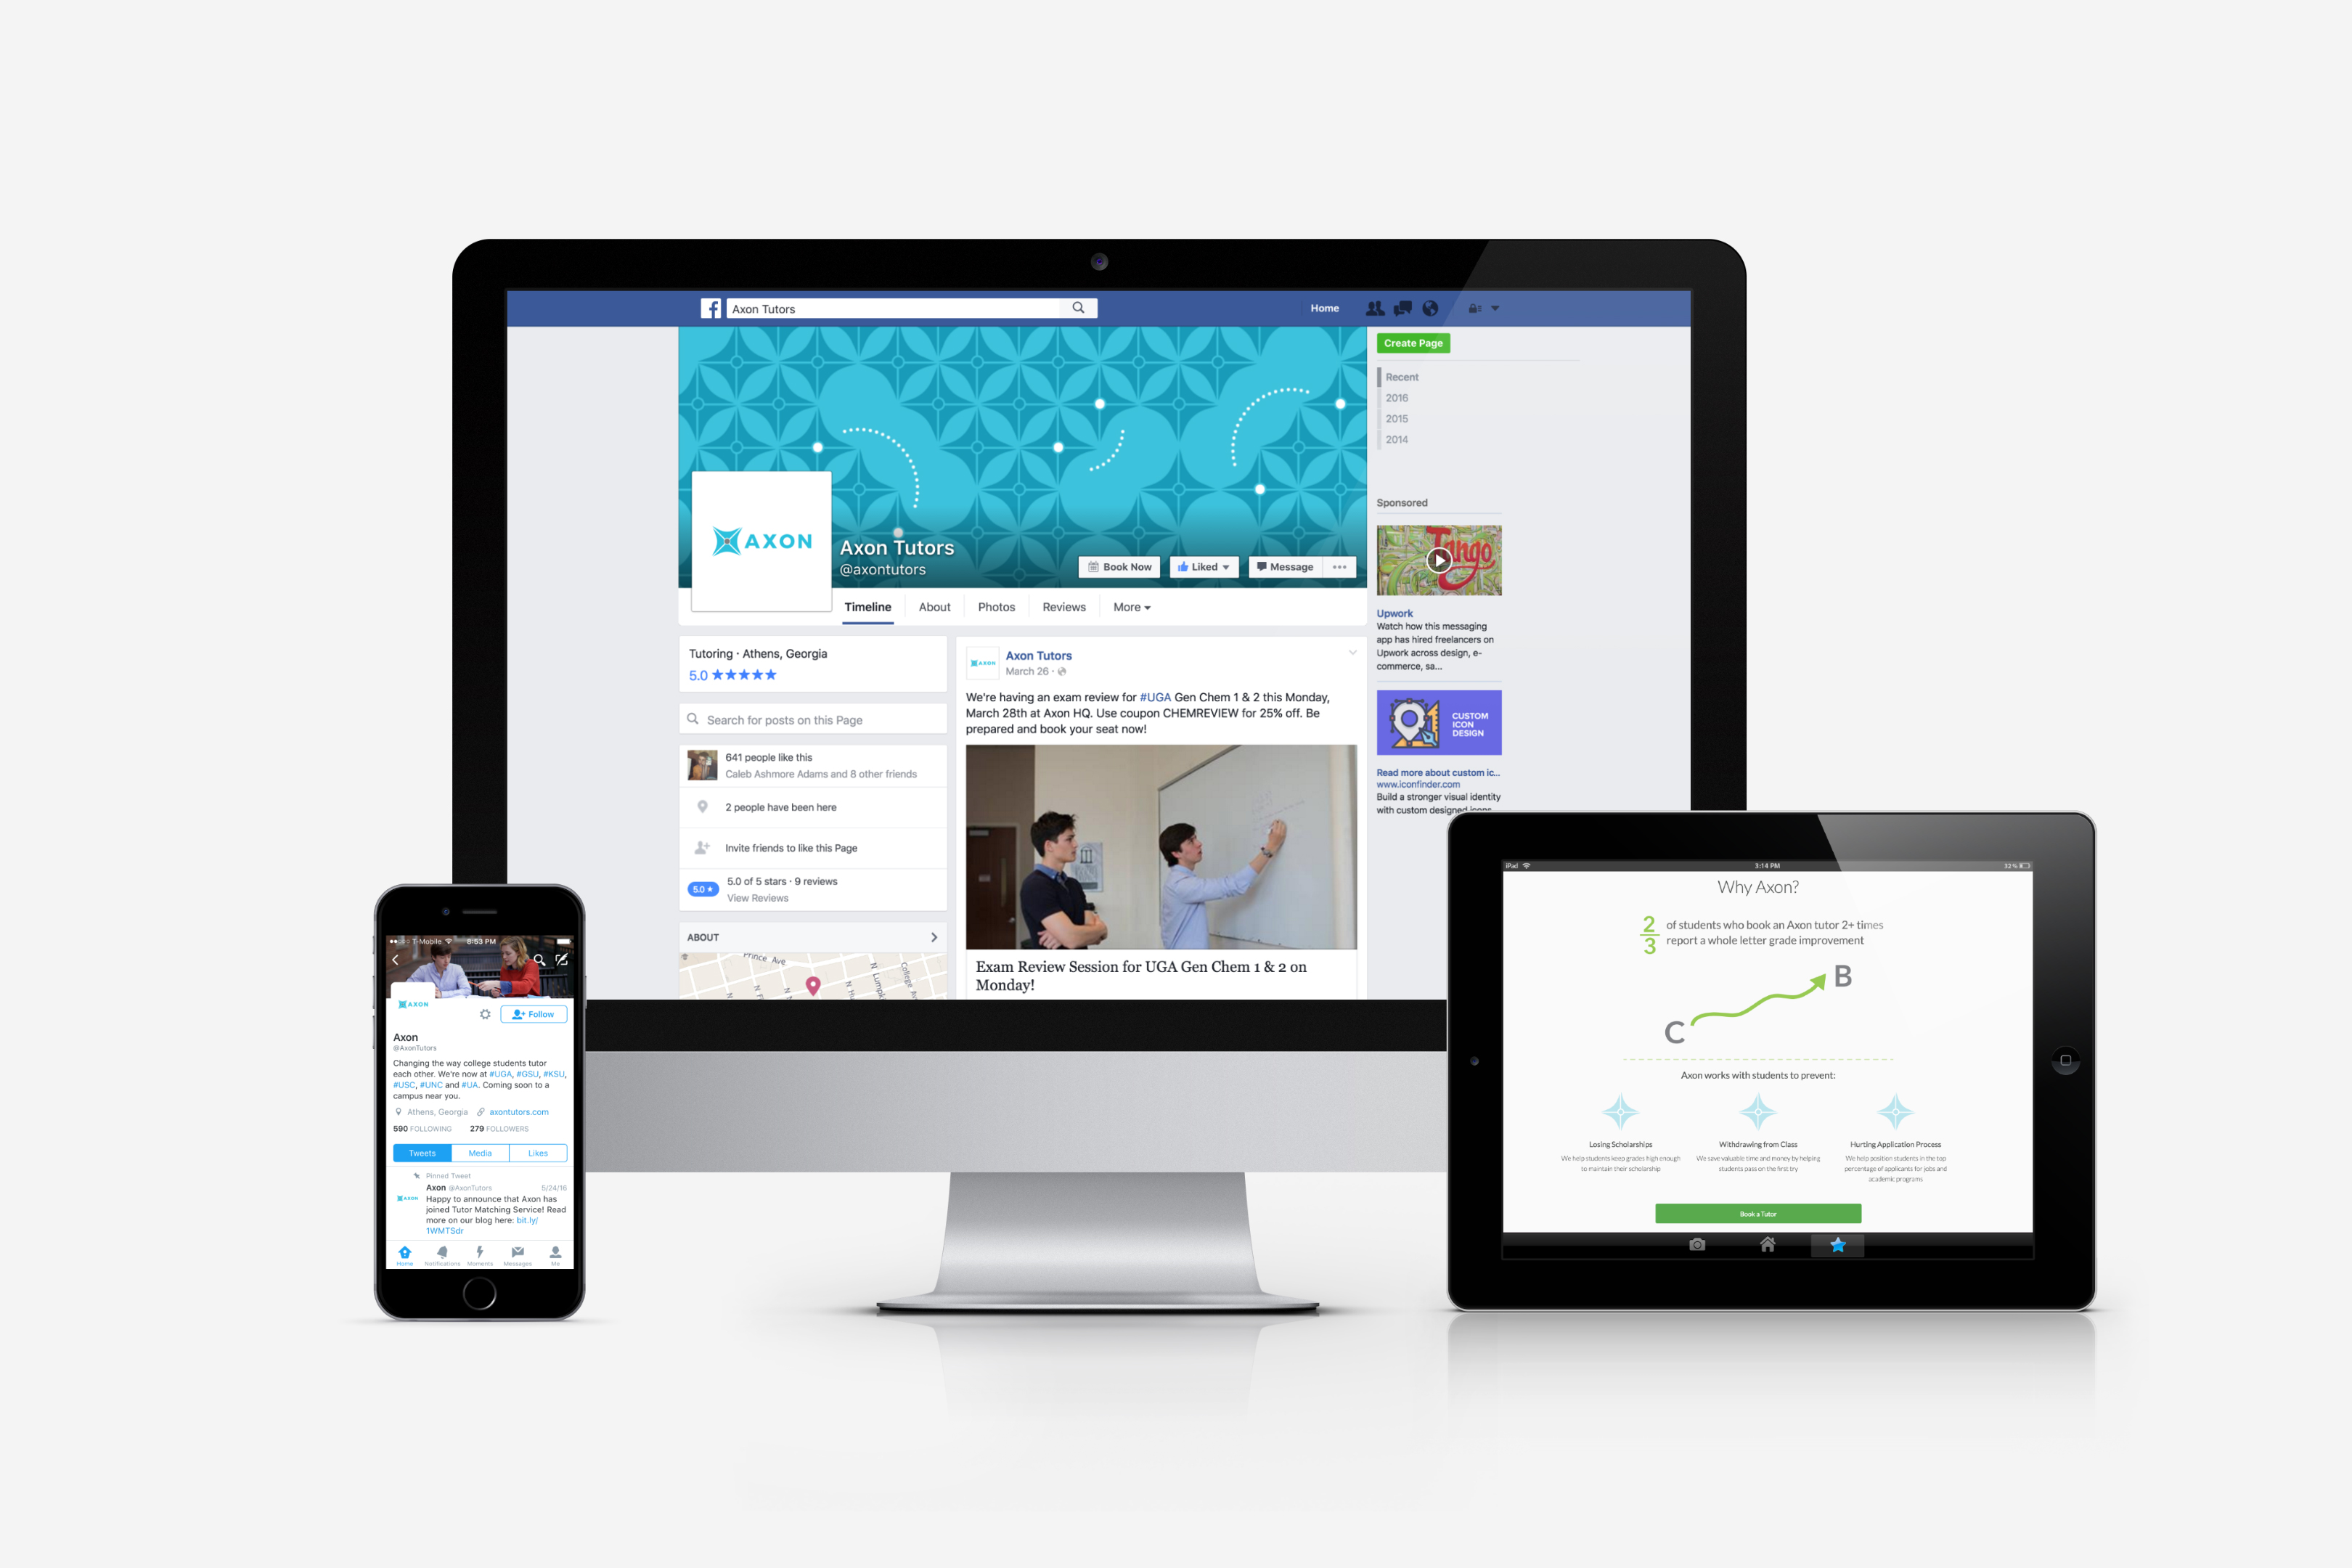 Axon Tutors
Home
Create Page
Recent
2016
2015
2014
AXON
Axon Tutors
@axontutors
Book Now
Liked
Message
Timeline
About
Photos
Reviews
More
Sponsored
Tango
Upwork
Watch how this messaging
app has hired freelancers on
Upwork across design, e-
commerce, sa...
CUSTOM
ICON
DESIGN
Read more about custom ic...
www.iconfinder.com
Build a stronger visual identity
with custom designed icons
Tutoring · Athens, Georgia
5.0
Search for posts on this Page
641 people like this
Caleb Ashmore Adams and 8 other friends
2 people have been here
Invite friends to like this Page
5.0
5.0 of 5 stars · 9 reviews
View Reviews
ABOUT
Prince Ave
N Lumpk
College Av
AXON
Axon Tutors
March 26 ·
We're having an exam review for #UGA Gen Chem 1 & 2 this Monday,
March 28th at Axon HQ. Use coupon CHEMREVIEW for 25% off. Be
prepared and book your seat now!
Exam Review Session for UGA Gen Chem 1 & 2 on
Monday!
T-Mobile 8:53 PM
AXON
Follow
Axon
@AxonTutors
Changing the way college students tutor
each other. We're now at #UGA, #GSU, #KSU,
#USC, #UNC and #UA. Coming soon to a
campus near you.
Athens, Georgia axontutors.com
590 FOLLOWING 279 FOLLOWERS
Tweets Media Likes
Pinned Tweet
Axon @AxonTutors 5/24/16
AXON
Happy to announce that Axon has
joined Tutor Matching Service! Read
more on our blog here: bit.ly/
1WMTSdr
Home Notifications Moments Messages Me
iPad 3:14 PM 32%
Why Axon?
2
3
of students who book an Axon tutor 2+ times
report a whole letter grade improvement
B
C
Axon works with students to prevent:
Losing Scholarships
We help students keep grades high enough
to maintain their scholarship
Withdrawing from Class
We save valuable time and money by helping
students pass on the first try
Hurting Application Process
We help position students in the top
percentage of applicants for jobs and
academic programs
Book a Tutor